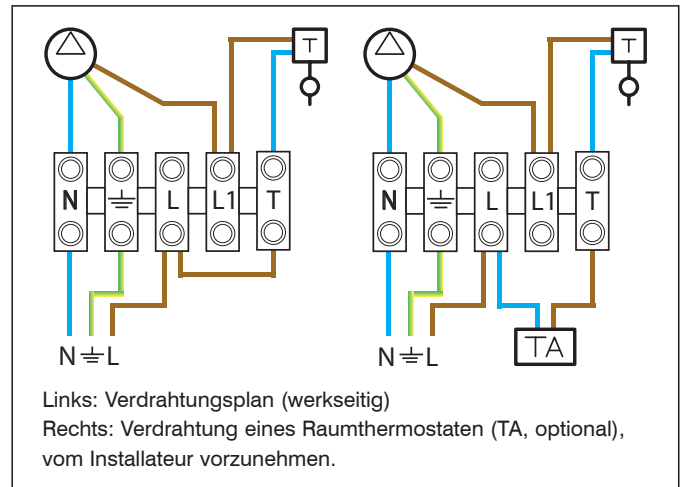 T T
N ⏚ L L1 T N ⏚ L L1 T
N ⏚ L N ⏚ L TA
Links: Verdrahtungsplan (werkseitig)
Rechts: Verdrahtung eines Raumthermostaten (TA, optional),
vom Installateur vorzunehmen.